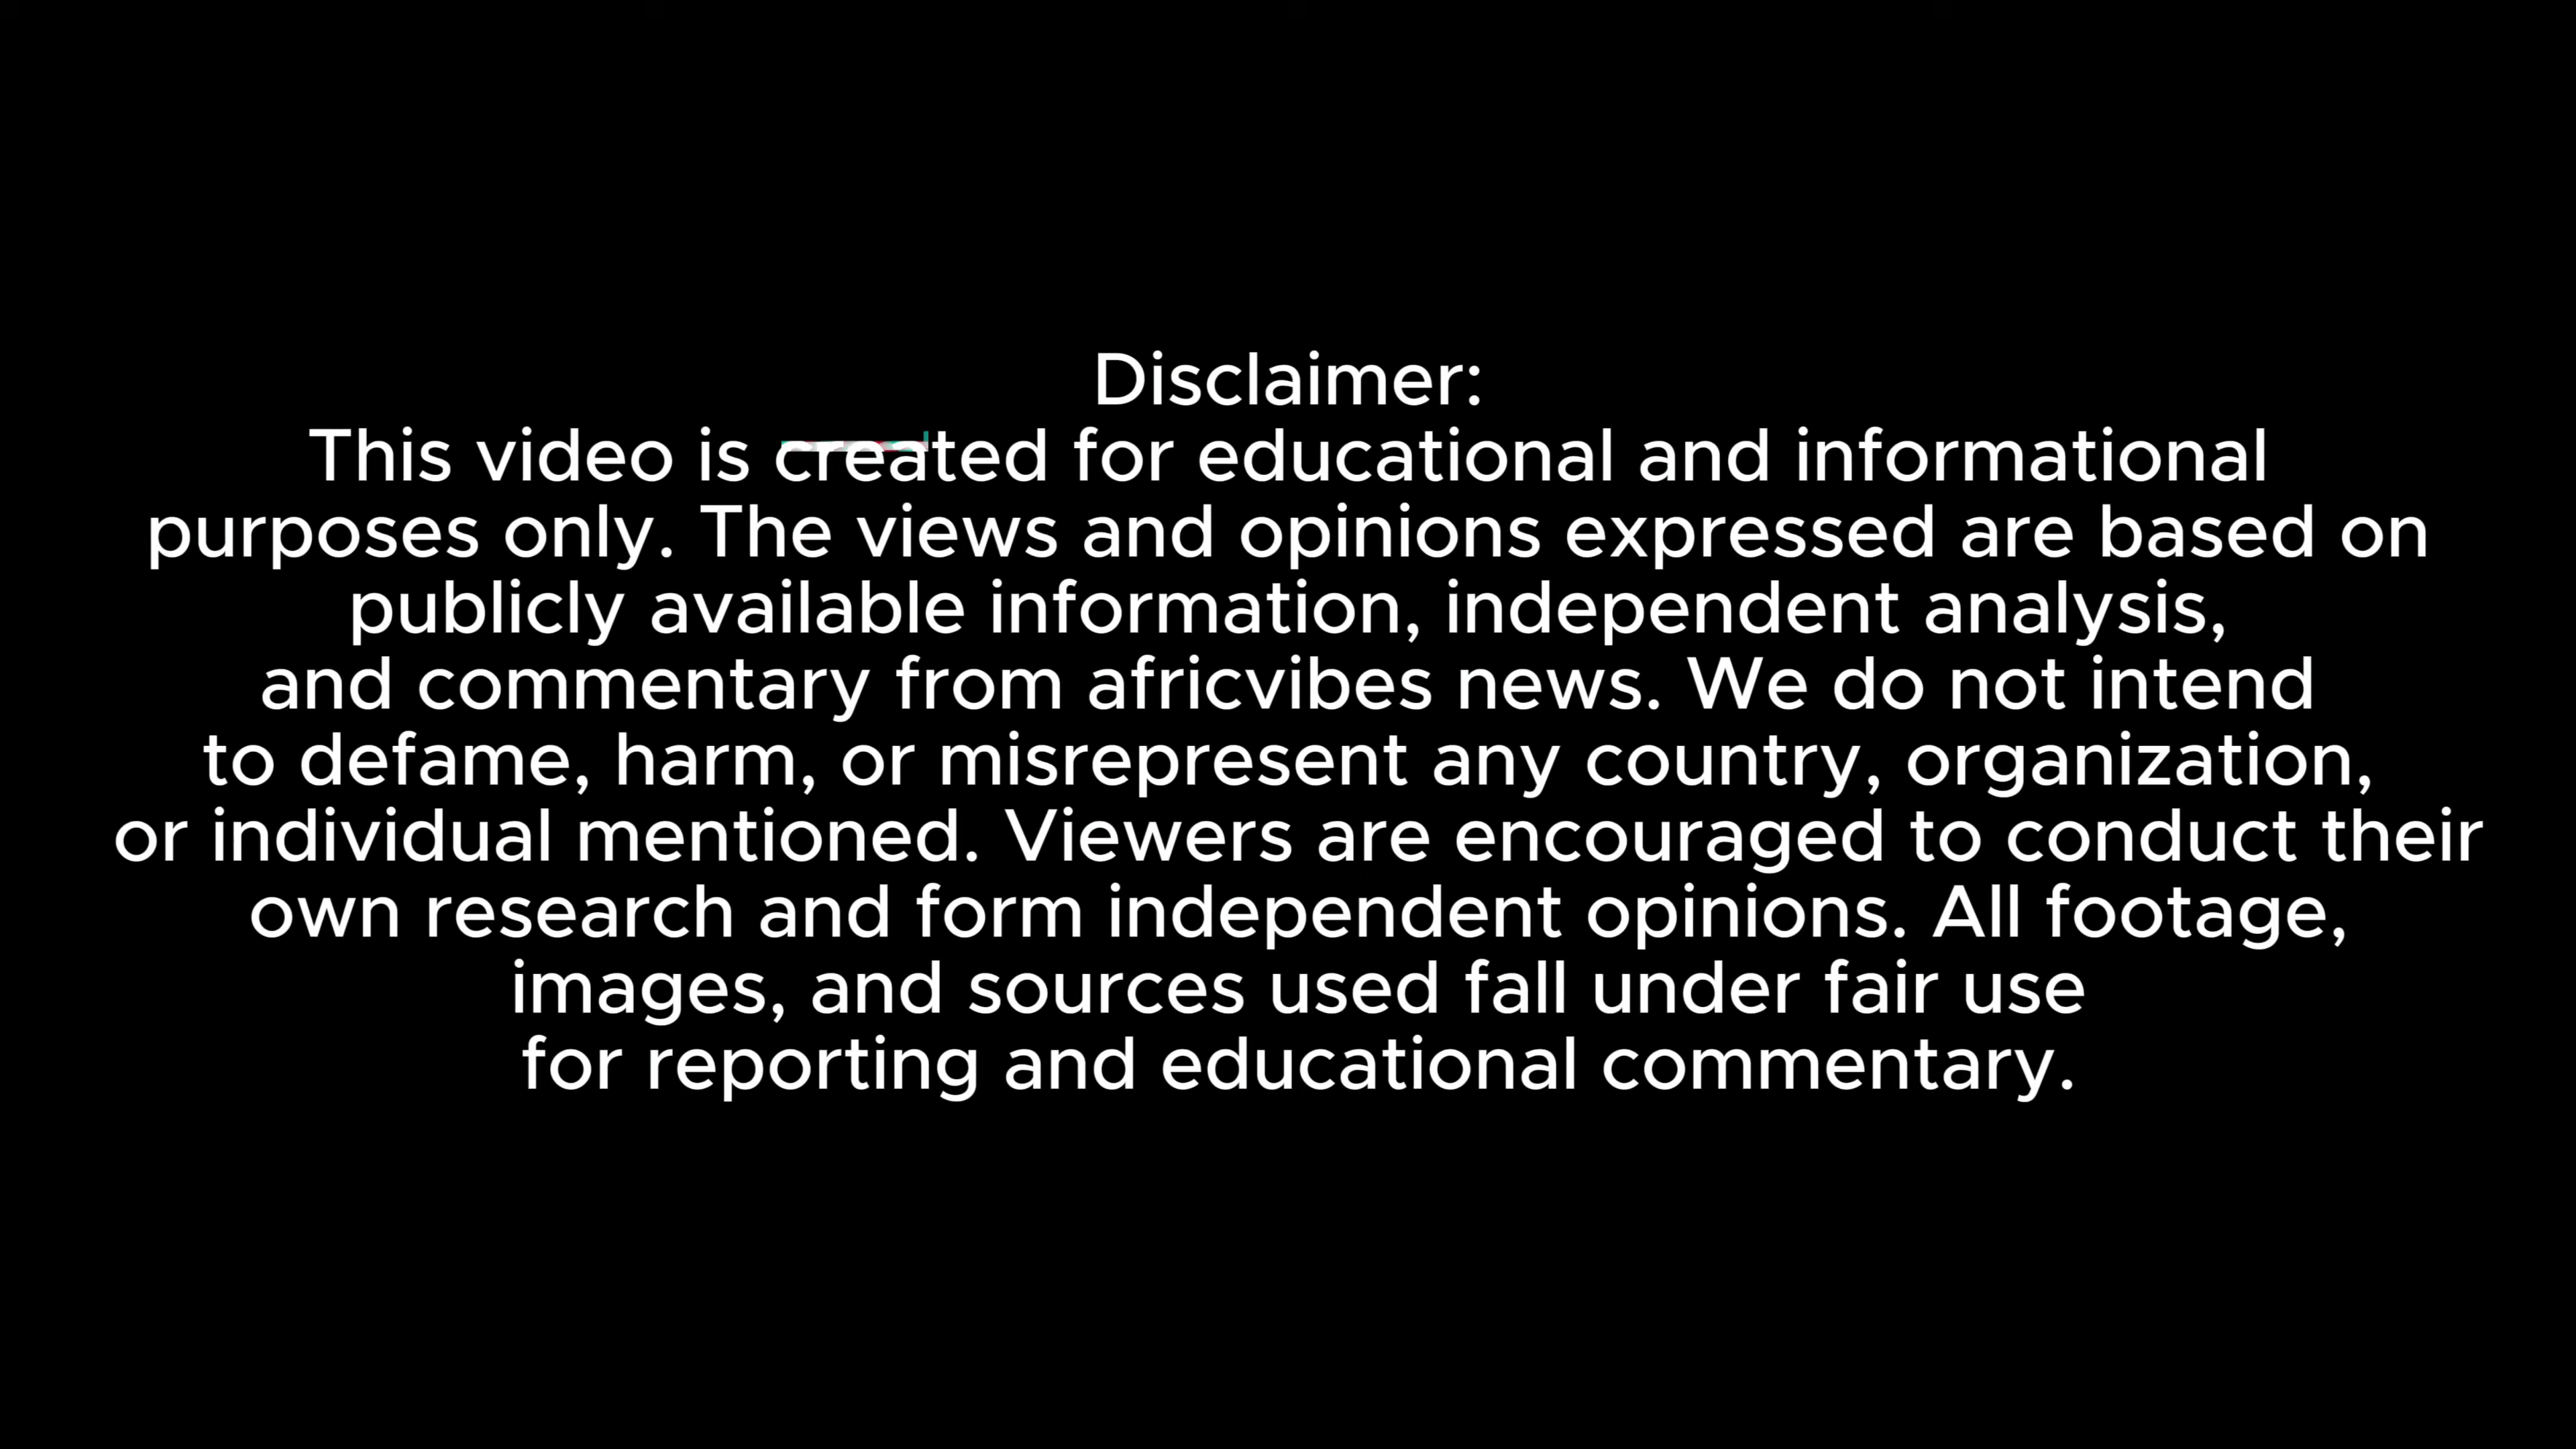 Disclaimer:
This video is created for educational and informational
purposes only. The views and opinions expressed are based on
publicly available information, independent analysis,
and commentary from africvibes news. We do not intend
to defame, harm, or misrepresent any country, organization,
or individual mentioned. Viewers are encouraged to conduct their
own research and form independent opinions. All footage,
images, and sources used fall under fair use
for reporting and educational commentary.